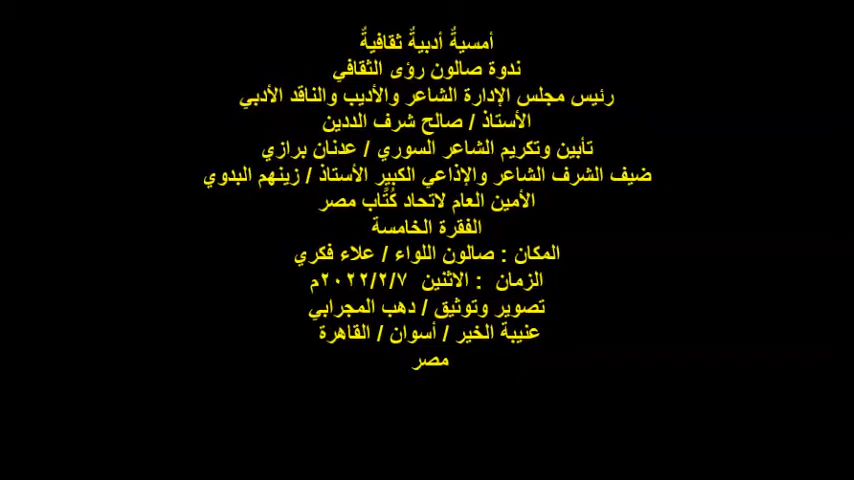 أمسيةٌ أدبيةٌ ثقافيةٌ
ندوة صالون رؤى الثقافي
رئيس مجلس الإدارة الشاعر والأديب والناقد الأدبي
الأستاذ / صالح شرف الددين
تأبين وتكريم الشاعر السوري / عدنان برازي
ضيف الشرف الشاعر والإذاعي الكبير الأستاذ / زينهم البدوي
الأمين العام لاتحاد كُتَّاب مصر
الفقرة الخامسة
المكان : صالون اللواء / علاء فكري
الزمان : الاثنين ٢٠٢٢/٢/٧م
تصوير وتوثيق / دهب المجرابي
عنيبة الخير / أسوان / القاهرة
مصر